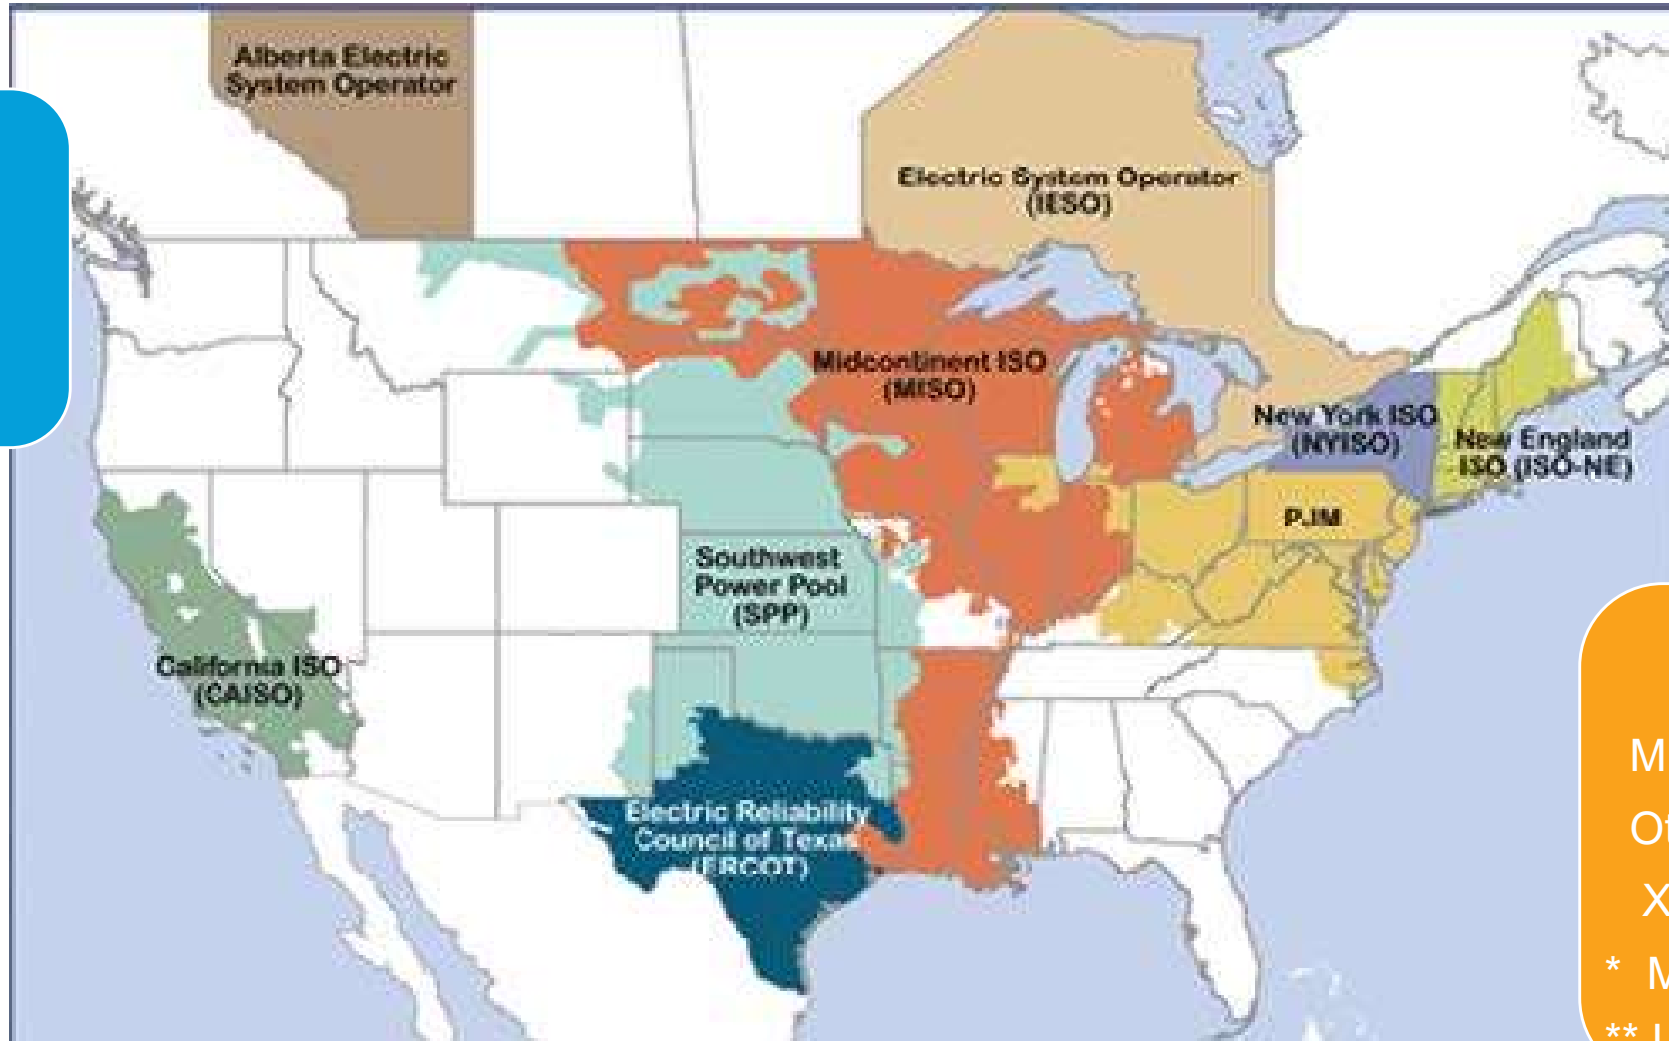 Alberta Electric
System Operator
Electric System Operator
(IESO)
Midcontinent ISO
(MISO)
New York ISO
(NYISO)
New England
ISO (ISO-NE)
PJM
Southwest
Power Pool
(SPP)
California ISO
(CAISO)
Electric Reliability
Council of Texas
(ERCOT)
M
Ot
X
* M
**